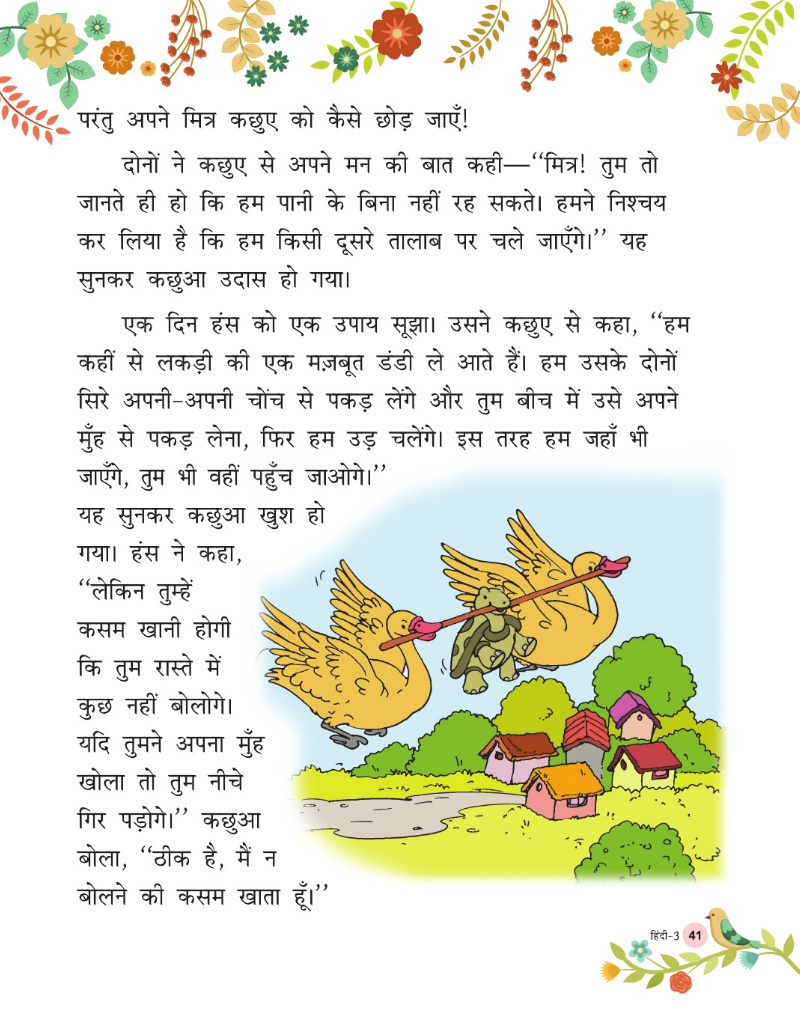 परंतु अपने मित्र कछुए को कैसे छोड़ जाएँ!
दोनों ने कछुए से अपने मन की बात कही—‘‘मित्र! तुम तो
जानते ही हो कि हम पानी के बिना नहीं रह सकते। हमने निश्चय
कर लिया है कि हम किसी दूसरे तालाब पर चले जाएँगे।’’ यह
सुनकर कछुआ उदास हो गया।
एक दिन हंस को एक उपाय सूझा। उसने कछुए से कहा, ‘‘हम
कहीं से लकड़ी की एक मज़बूत डंडी ले आते हैं। हम उसके दोनों
सिरे अपनी-अपनी चोंच से पकड़ लेंगे और तुम बीच में उसे अपने
मुँह से पकड़ लेना, फिर हम उड़ चलेंगे। इस तरह हम जहाँ भी
जाएँगे, तुम भी वहीं पहुँच जाओगे।’’
यह सुनकर कछुआ खुश हो
गया। हंस ने कहा,
‘‘लेकिन तुम्हें
कसम खानी होगी
कि तुम रास्ते में
कुछ नहीं बोलोगे।
यदि तुमने अपना मुँह
खोला तो तुम नीचे
गिर पड़ोगे।’’ कछुआ
बोला, ‘‘ठीक है, मैं न
बोलने की कसम खाता हूँ।’’
हिंदी-3 41